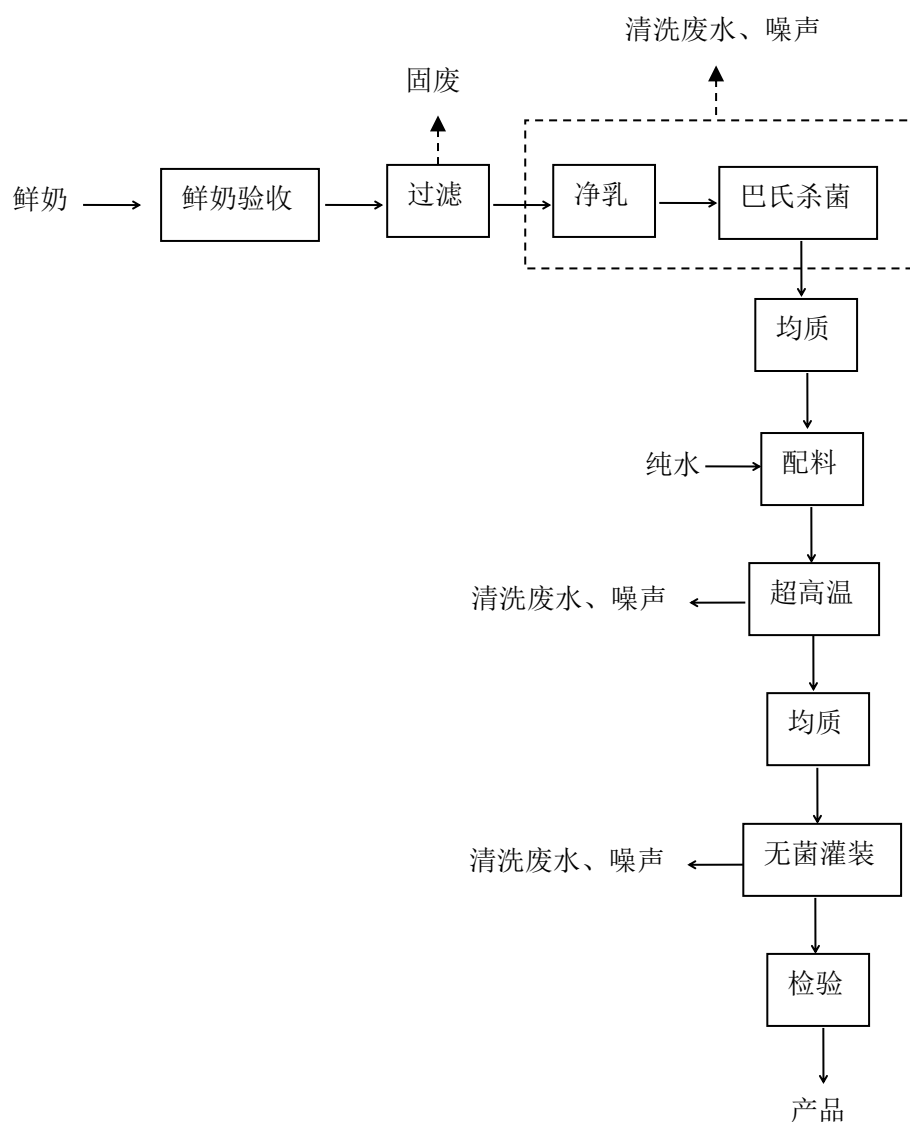 清洗废水、噪声
固废
鲜奶
鲜奶验收
过滤
净乳
巴氏杀菌
均质
纯水
配料
清洗废水、噪声
超高温
均质
清洗废水、噪声
无菌灌装
检验
产品